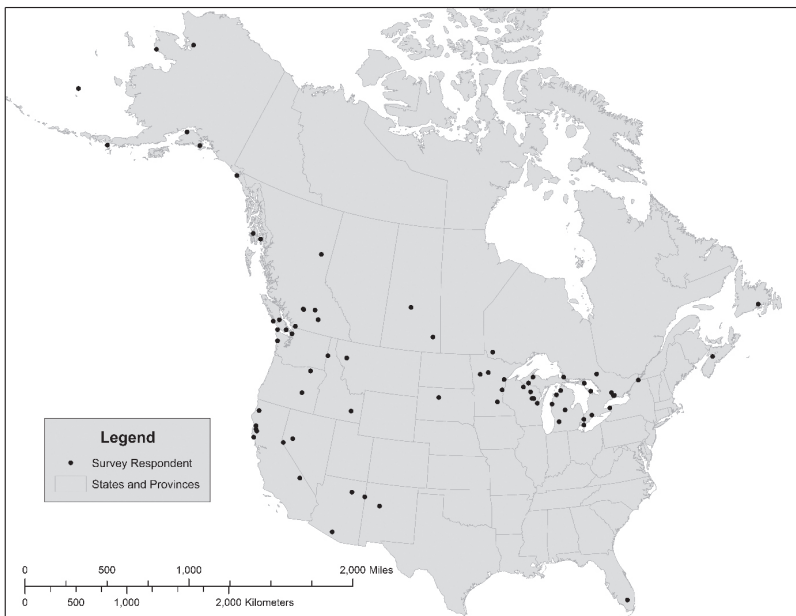 Legend
Survey Respondent
States and Provinces
0 500 1,000 2,000 Miles
0 500 1,000 2,000 Kilometers